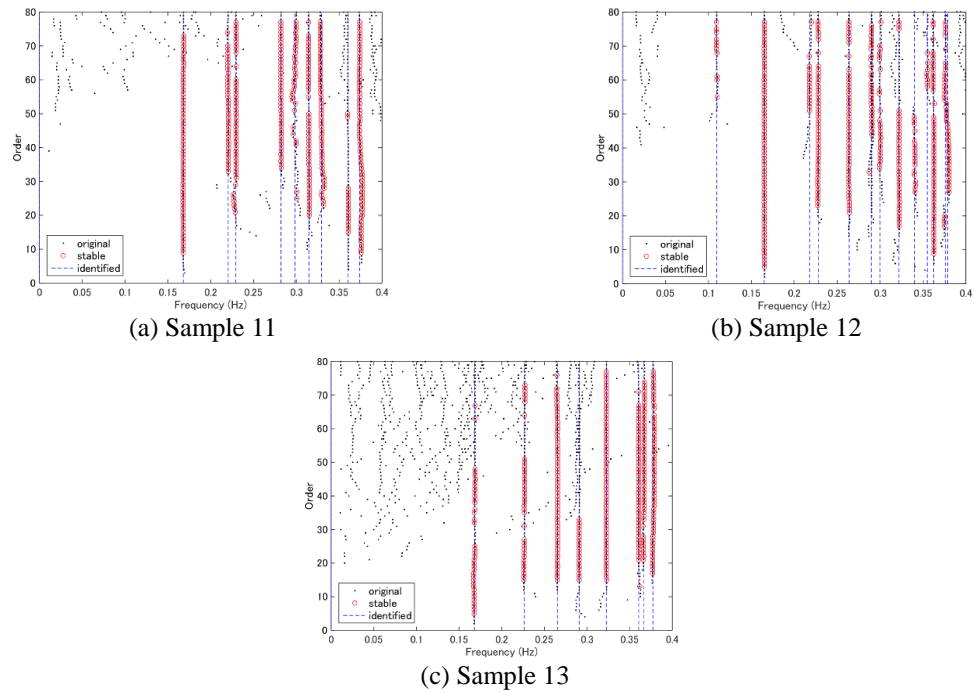 80
70
60
50
40
30
20
10
0
Order
original
stable
identified
0 0.05 0.1 0.15 0.2 0.25 0.3 0.35 0.4
Frequency (Hz)
(a) Sample 11
80
70
60
50
40
30
20
10
0
Order
original
stable
identified
0 0.05 0.1 0.15 0.2 0.25 0.3 0.35 0.4
Frequency (Hz)
(b) Sample 12
80
70
60
50
40
30
20
10
0
Order
original
stable
identified
0 0.05 0.1 0.15 0.2 0.25 0.3 0.35 0.4
Frequency (Hz)
(c) Sample 13